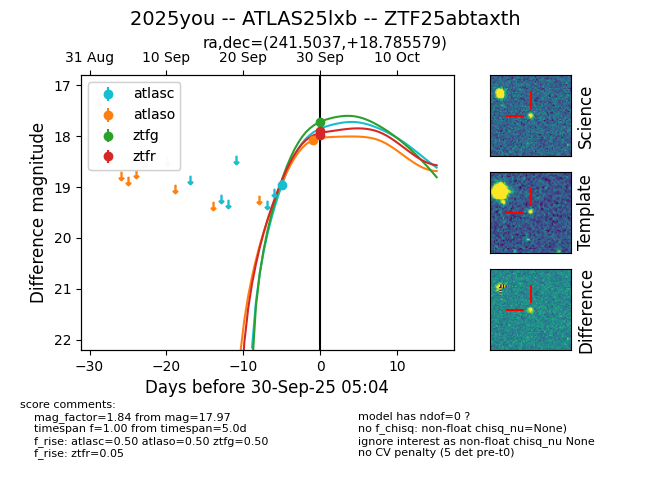 2025you -- ATLAS25lxb -- ZTF25abtaxth
ra,dec=(241.5037,+18.785579)
31 Aug 10 Sep 20 Sep 30 Sep 10 Oct
atlasc
atlaso
ztfg
ztfr
17
18
19
20
21
22
Difference magnitude
−30 −20 −10 0 10
Days before 30-Sep-25 05:04
Science
Template
Difference
score comments:
mag_factor=1.84 from mag=17.97
timespan f=1.00 from timespan=5.0d
f_rise: atlasc=0.50 atlaso=0.50 ztfg=0.50
f_rise: ztfr=0.05
model has ndof=0 ?
no f_chisq: non-float chisq_nu=None)
ignore interest as non-float chisq_nu None
no CV penalty (5 det pre-t0)